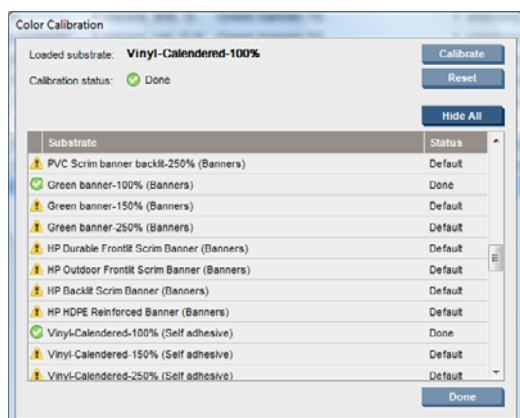 Color Calibration
Loaded substrate: Vinyl-Calendered-100% Calibrate
Calibration status: Done Reset
Hide All
Substrate Status
PVC Scrim banner backlit-250% (Banners) Default
Green banner-100% (Banners) Done
Green banner-150% (Banners) Default
Green banner-250% (Banners) Default
HP Durable Frontlit Scrim Banner (Banners) Default
HP Outdoor Frontlit Scrim Banner (Banners) Default
HP Backlit Scrim Banner (Banners) Default
HP HDPE Reinforced Banner (Banners) Default
Vinyl-Calendered-100% (Self adhesive) Done
Vinyl-Calendered-150% (Self adhesive) Default
Vinyl-Calendered-250% (Self adhesive) Default
Done